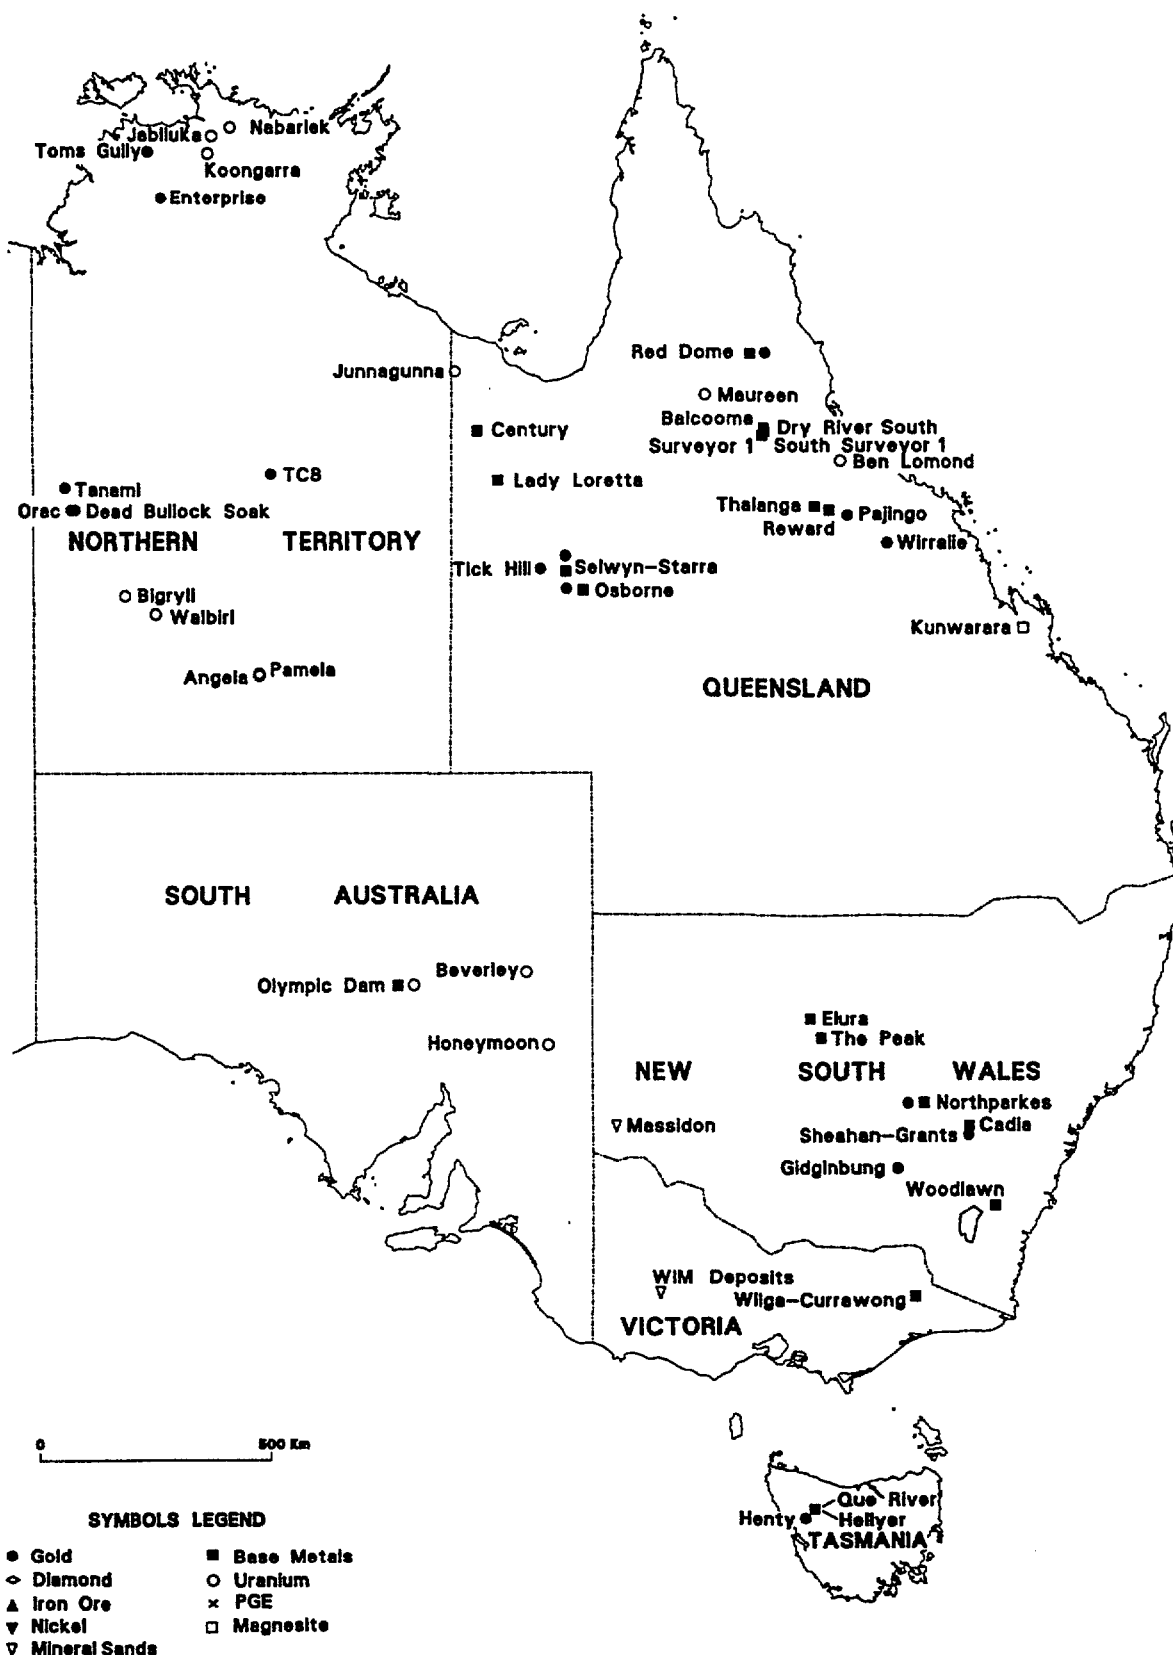 Nabarlek
Jabiluka
Toms Gully
Koongarra
Enterprise
Junnagunna
Red Dome
Maureen
Balcooma
Dry River South
Surveyor 1 South Surveyor 1
Ben Lomond
Century
Lady Loretta
TC8
Tanami
Orac Dead Bullock Soak
Thalanga
Pajingo
Reward
Wirralie
NORTHERN TERRITORY
Tick Hill
Selwyn-Starra
Osborne
Bigryli
Walbiri
Kunwarara
Angela
Pamela
QUEENSLAND
SOUTH AUSTRALIA
Beverley
Olympic Dam
Honeymoon
Elura
The Peak
NEW SOUTH WALES
Northparkes
Massidon
Cadia
Sheahan-Grants
Gidginbung
Woodlawn
WIM Deposits
Wilga-Currawong
VICTORIA
0 500 Km
Que River
Henty
Hellyer
TASMANIA
SYMBOLS LEGEND
Gold Base Metals
Diamond Uranium
Iron Ore PGE
Nickel Magnesite
Mineral Sands